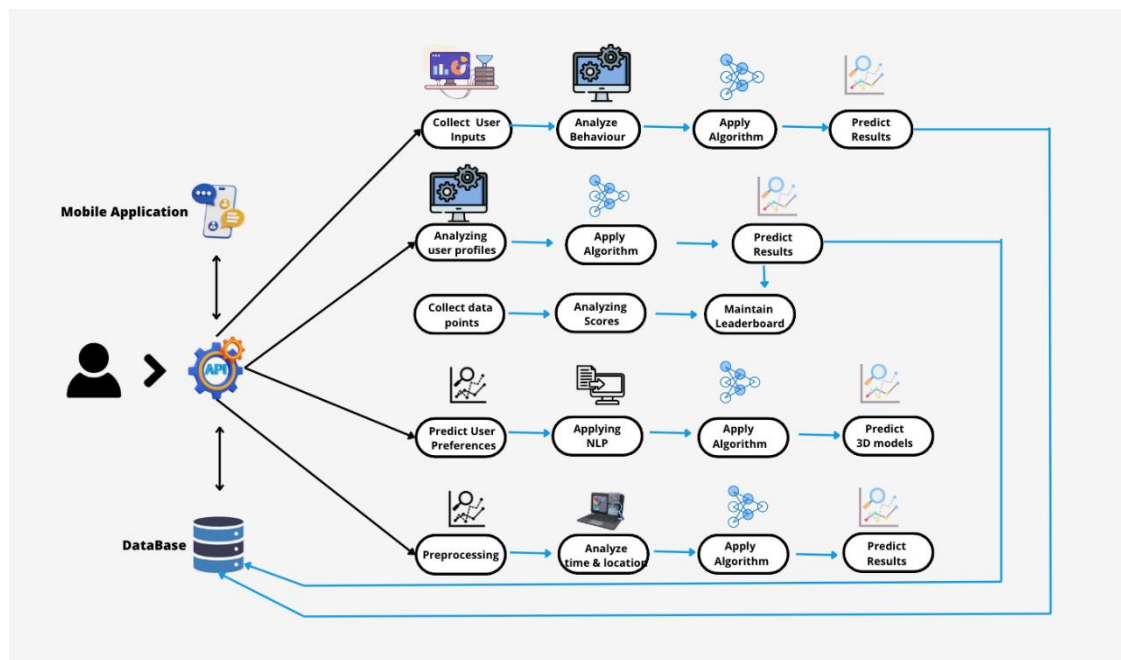 Collect User
Inputs
Analyze
Behaviour
Apply
Algorithm
Predict
Results
Mobile Application
Analyzing
user profiles
Apply
Algorithm
Predict
Results
Collect data
points
Analyzing
Scores
Maintain
Leaderboard
API
Predict User
Preferences
Applying
NLP
Apply
Algorithm
Predict
3D models
DataBase
Preprocessing
Analyze
time & location
Apply
Algorithm
Predict
Results